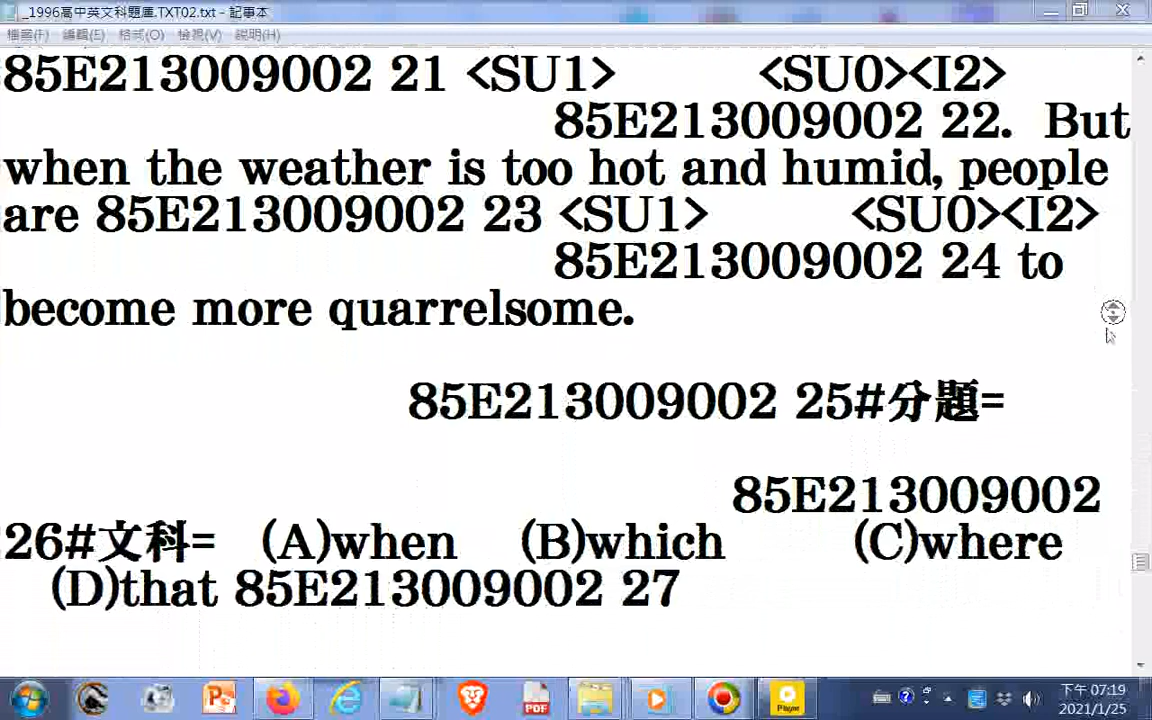 _1996高中英文科題庫.TXT02.txt - 記事本
檔案(F) 編輯(E) 格式(O) 檢視(V) 說明(H)
85E213009002 21 <SU1> <SU0><I2>
85E213009002 22. But
when the weather is too hot and humid, people
are 85E213009002 23 <SU1> <SU0><I2>
85E213009002 24 to
become more quarrelsome.
85E213009002 25#分題=
85E213009002
26#文科= (A)when (B)which (C)where
(D)that 85E213009002 27
PDF
Player
下午 07:19
2021/1/25